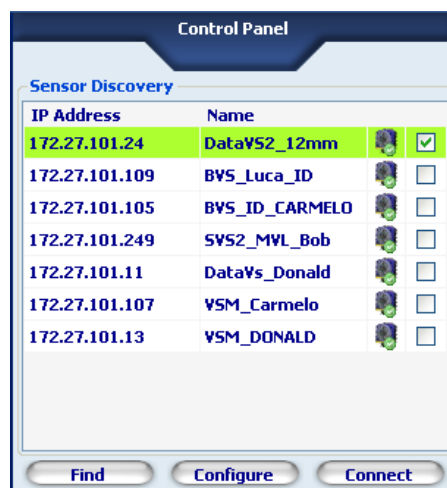 Control Panel
Sensor Discovery
IP Address Name
172.27.101.24 DataVS2_12mm
172.27.101.109 BVS_Luca_ID
172.27.101.105 BVS_ID_CARMELO
172.27.101.249 SVS2_MVL_Bob
172.27.101.11 DataVs_Donald
172.27.101.107 VSM_Carmelo
172.27.101.13 VSM_DONALD
Find Configure Connect